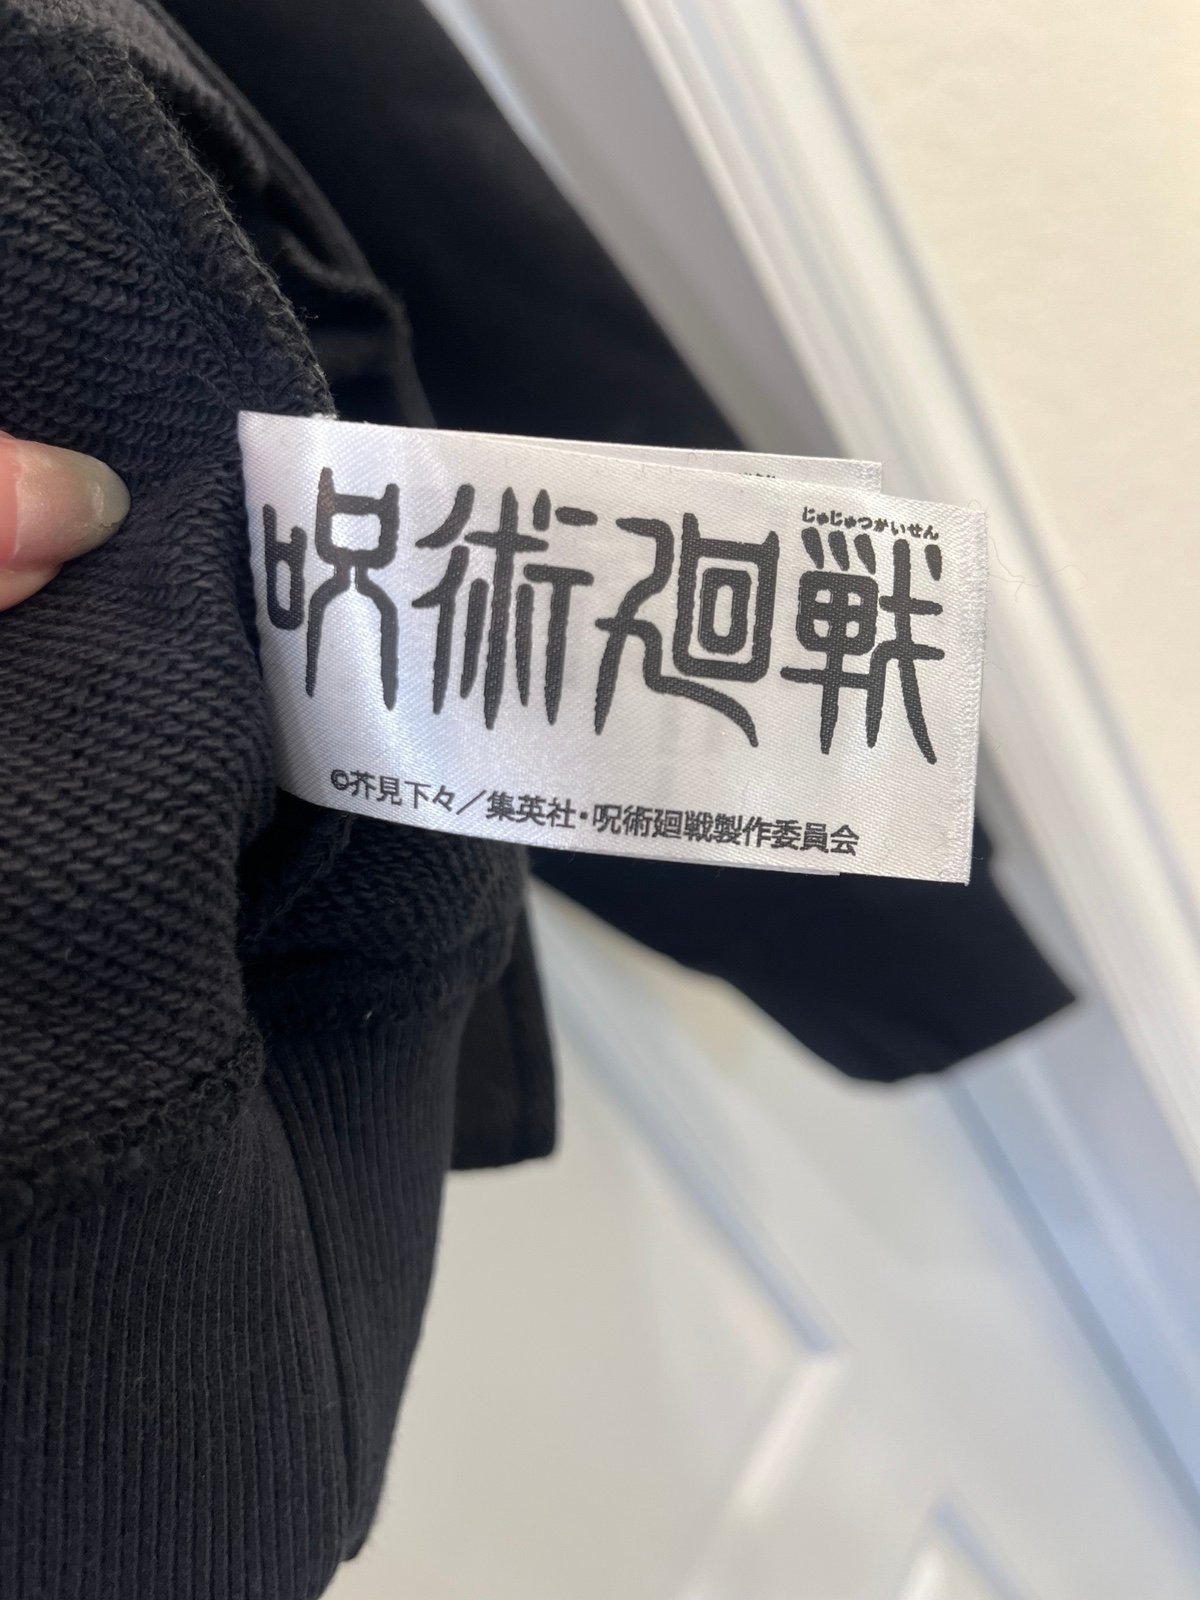 じゅじゅつかいせん
呪術廻戦
©芥見下々／集英社・呪術廻戦製作委員会